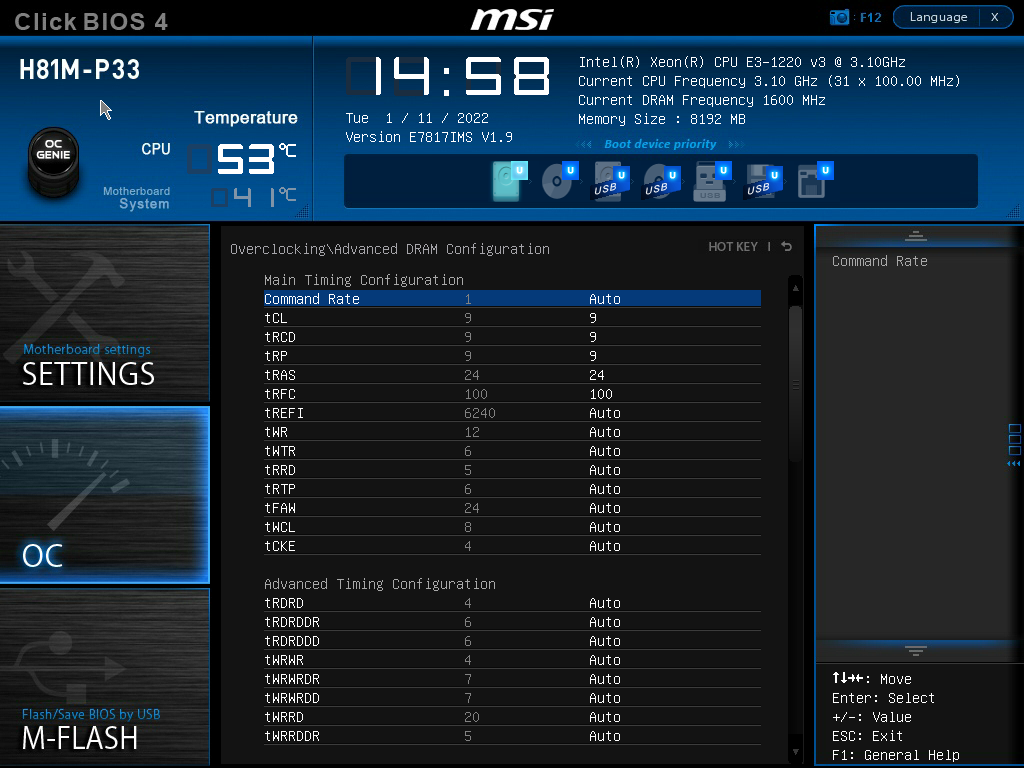 Click BIOS 4
msi
: F12
Language X
H81M-P33
OC
GENIE
Temperature
CPU 53°C
Motherboard
System 41°C
14:58
Tue 1 / 11 / 2022
Version E7817IMS V1.9
Intel(R) Xeon(R) CPU E3-1220 v3 @ 3.10GHz
Current CPU Frequency 3.10 GHz (31 x 100.00 MHz)
Current DRAM Frequency 1600 MHz
Memory Size : 8192 MB
Boot device priority
U U U U U U U
USB USB USB USB
Motherboard settings
SETTINGS
OC
Flash/Save BIOS by USB
M-FLASH
Overclocking\Advanced DRAM Configuration
HOT KEY |
Main Timing Configuration
Command Rate 1 Auto
tCL 9 9
tRCD 9 9
tRP 9 9
tRAS 24 24
tRFC 100 100
tREFI 6240 Auto
tWR 12 Auto
tWTR 6 Auto
tRRD 5 Auto
tRTP 6 Auto
tFAW 24 Auto
tWCL 8 Auto
tCKE 4 Auto
Advanced Timing Configuration
tRDRD 4 Auto
tRDRDDR 6 Auto
tRDRDDD 6 Auto
tWRWR 4 Auto
tWRWRDR 7 Auto
tWRWRDD 7 Auto
tWRRD 20 Auto
tWRRDDR 5 Auto
Command Rate
↑↓→←: Move
Enter: Select
+/-: Value
ESC: Exit
F1: General Help